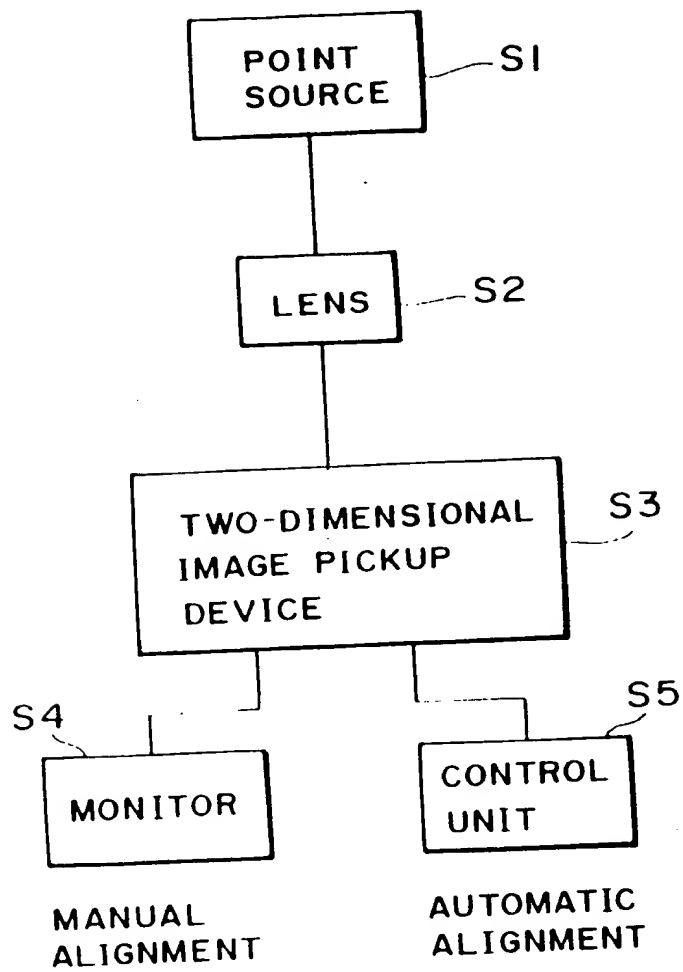 POINT
SOURCE
S1
LENS
S2
TWO-DIMENSIONAL
IMAGE PICKUP
DEVICE
S3
S4
MONITOR
S5
CONTROL
UNIT
MANUAL
ALIGNMENT
AUTOMATIC
ALIGNMENT